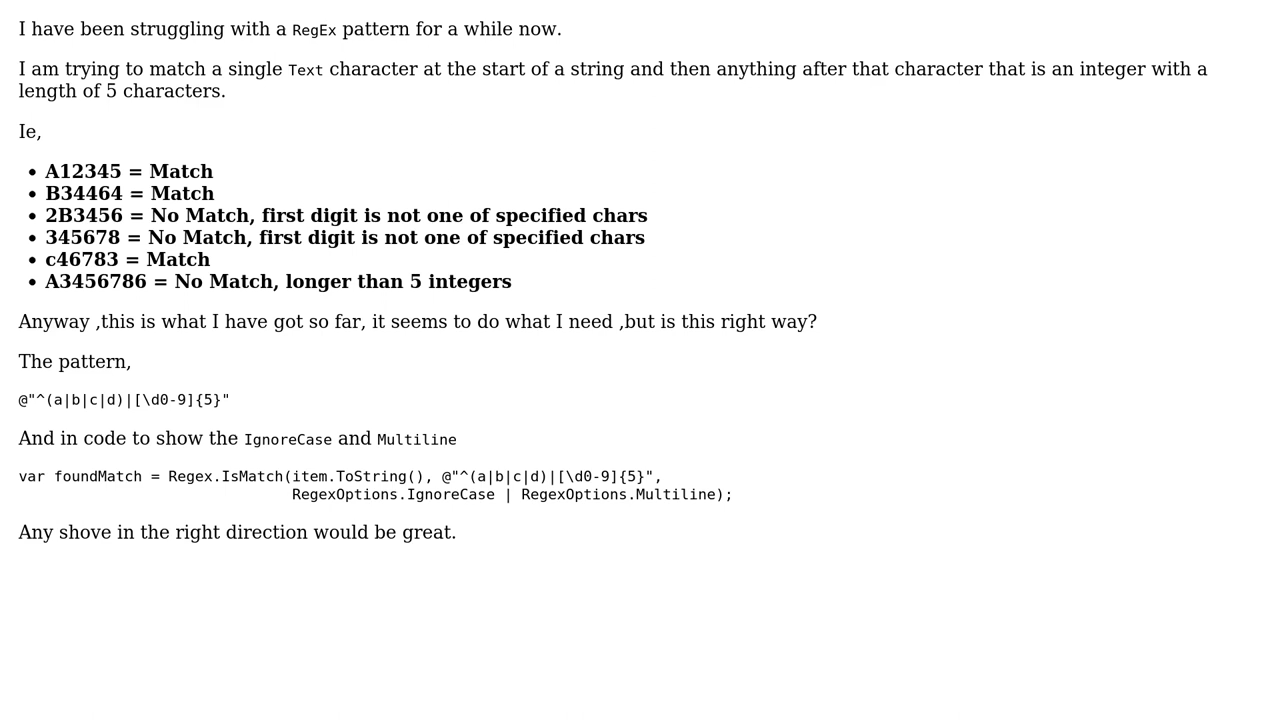 I have been struggling with a RegEx pattern for a while now.
I am trying to match a single Text character at the start of a string and then anything after that character that is an integer with a
length of 5 characters.
Ie,
• A12345 = Match
• B34464 = Match
• 2B3456 = No Match, first digit is not one of specified chars
• 345678 = No Match, first digit is not one of specified chars
• c46783 = Match
• A3456786 = No Match, longer than 5 integers
Anyway ,this is what I have got so far, it seems to do what I need ,but is this right way?
The pattern,
@"^(a|b|c|d)|[\d0-9]{5}"
And in code to show the IgnoreCase and Multiline
var foundMatch = Regex.IsMatch(item.ToString(), @"^(a|b|c|d)|[\d0-9]{5}",
RegexOptions.IgnoreCase | RegexOptions.Multiline);
Any shove in the right direction would be great.